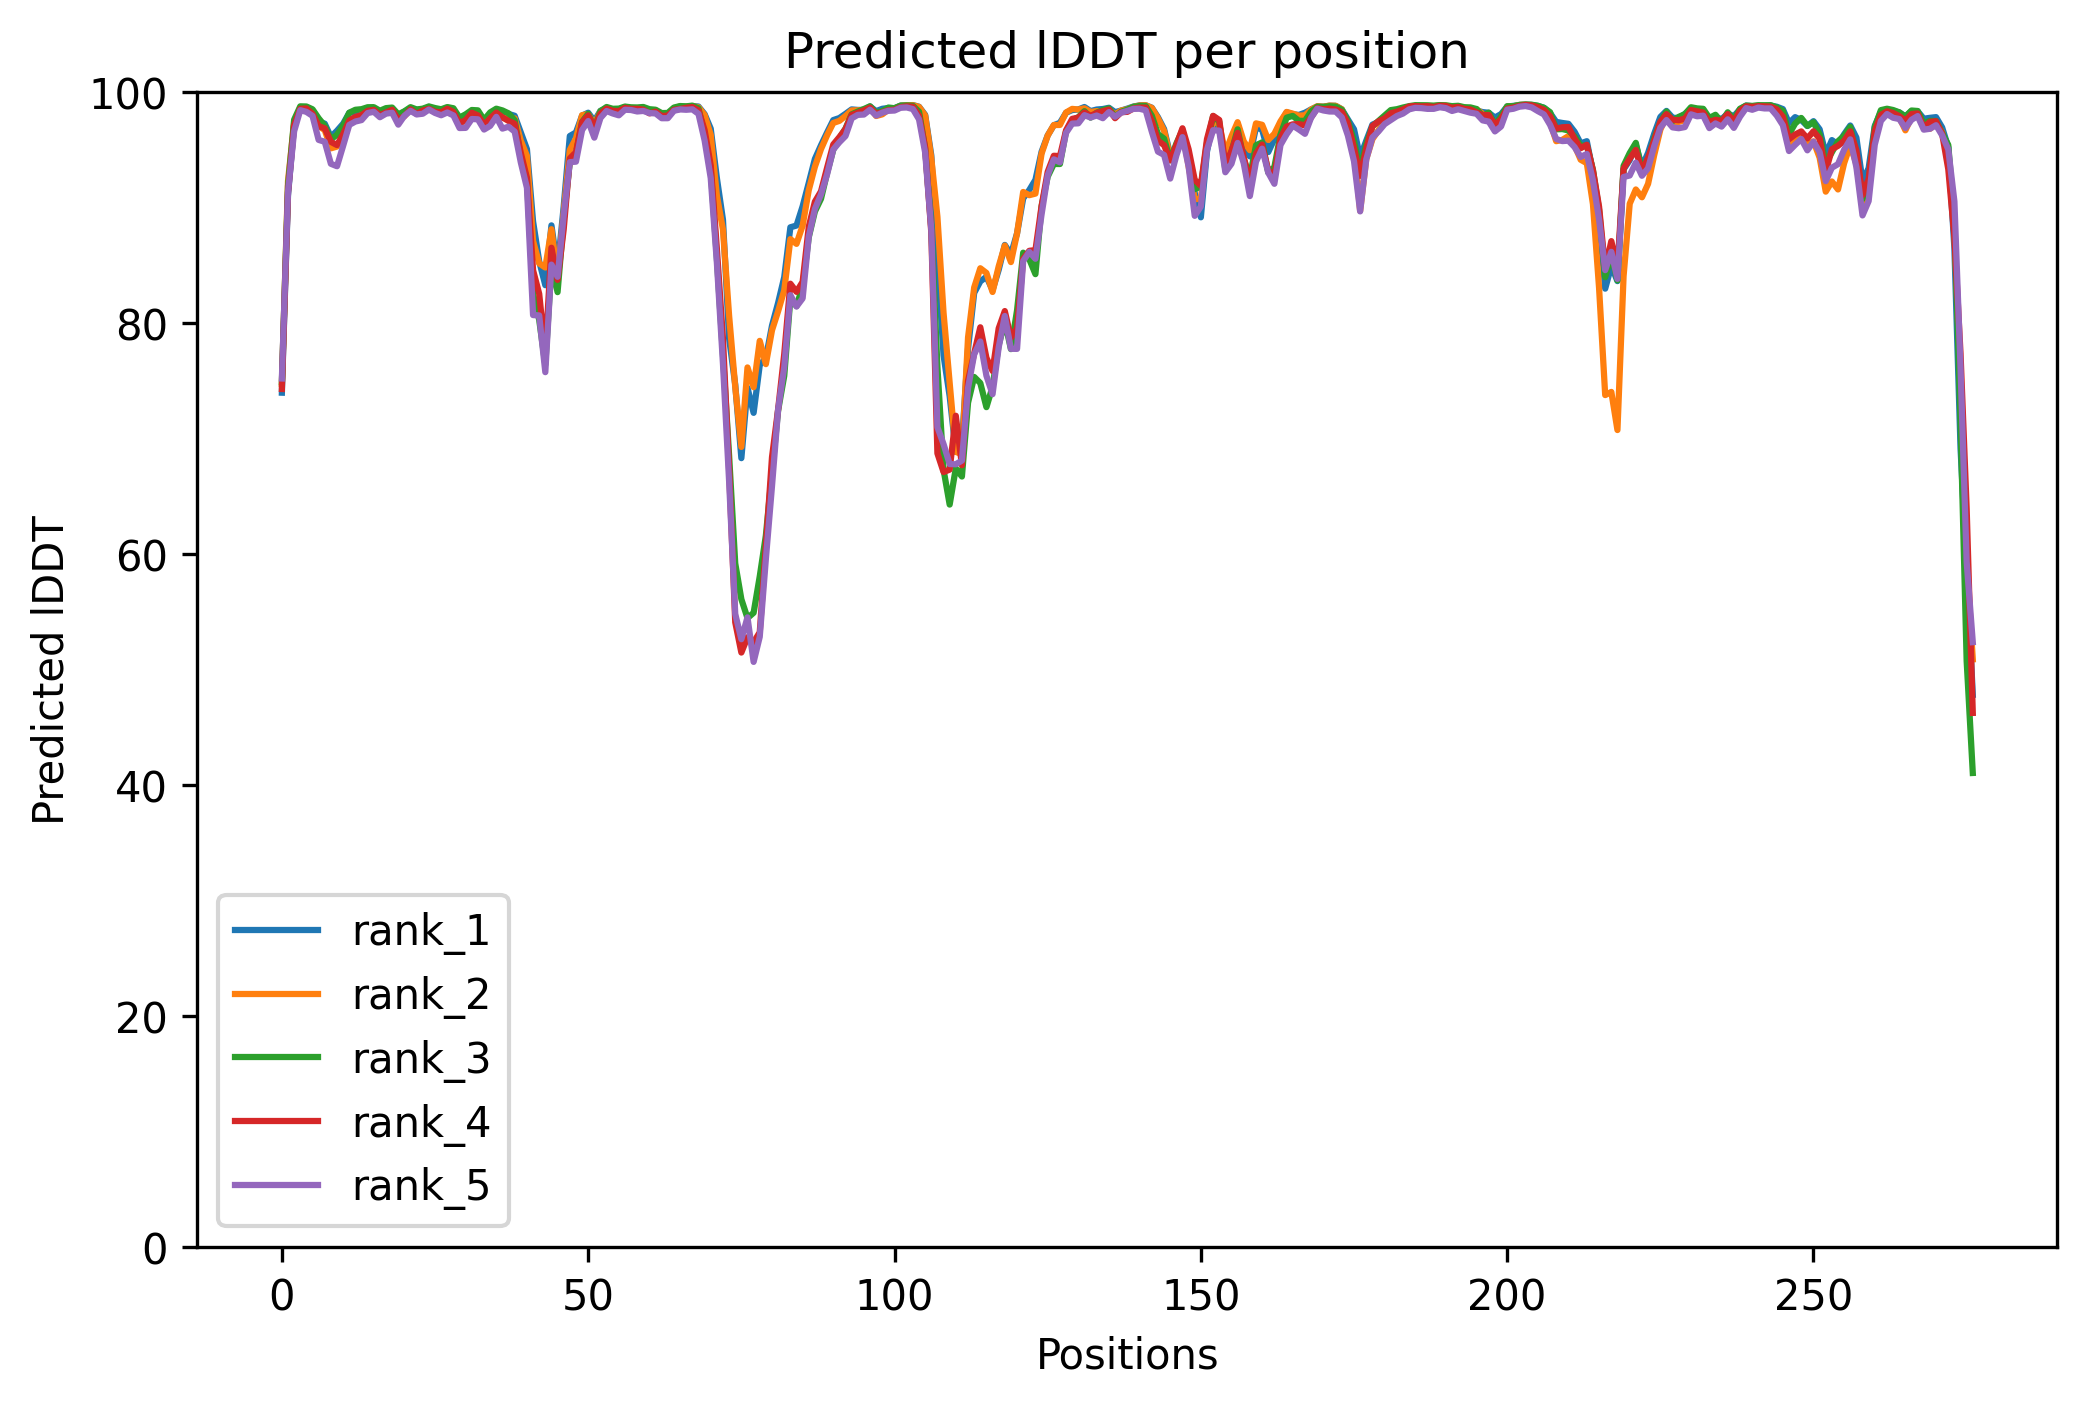 Predicted lDDT per position
100
80
60
40
20
0
Predicted lDDT
rank_1
rank_2
rank_3
rank_4
rank_5
0 50 100 150 200 250
Positions